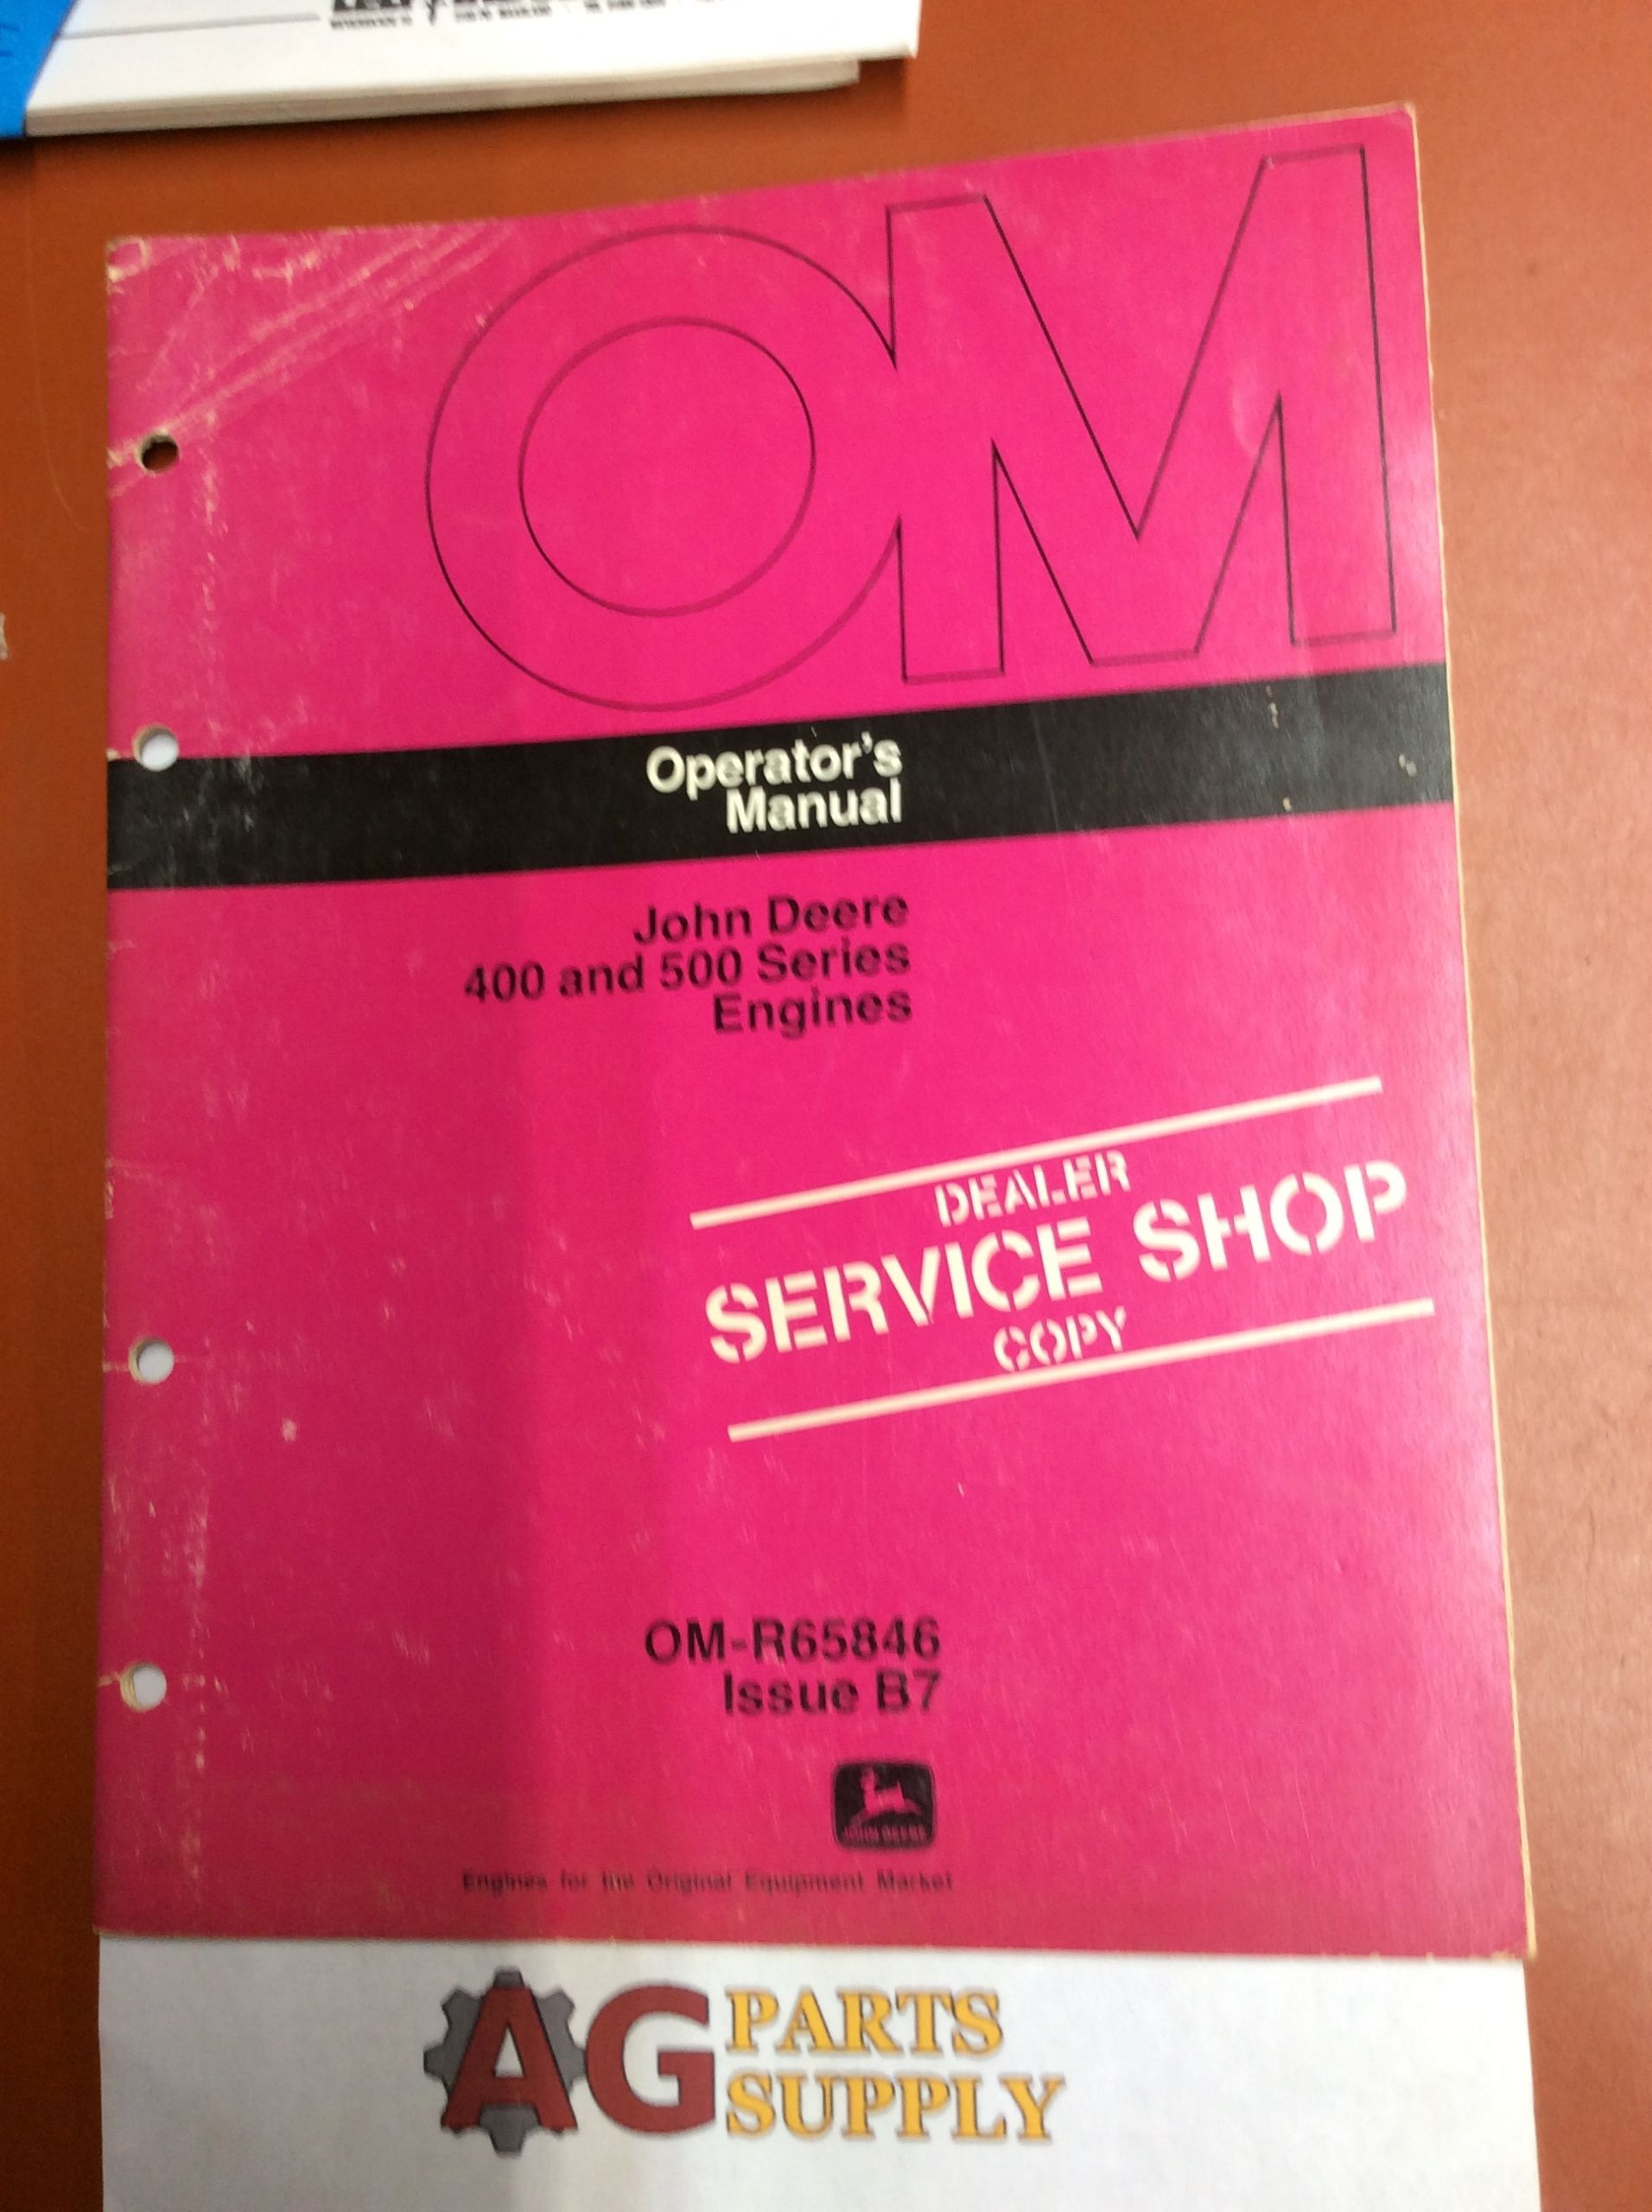 OM
Operator's
Manual
John Deere
400 and 500 Series
Engines
DEALER
SERVICE SHOP
COPY
OM-R65846
Issue B7
JOHN DEERE
Engines for the Original Equipment Market
AG PARTS
SUPPLY